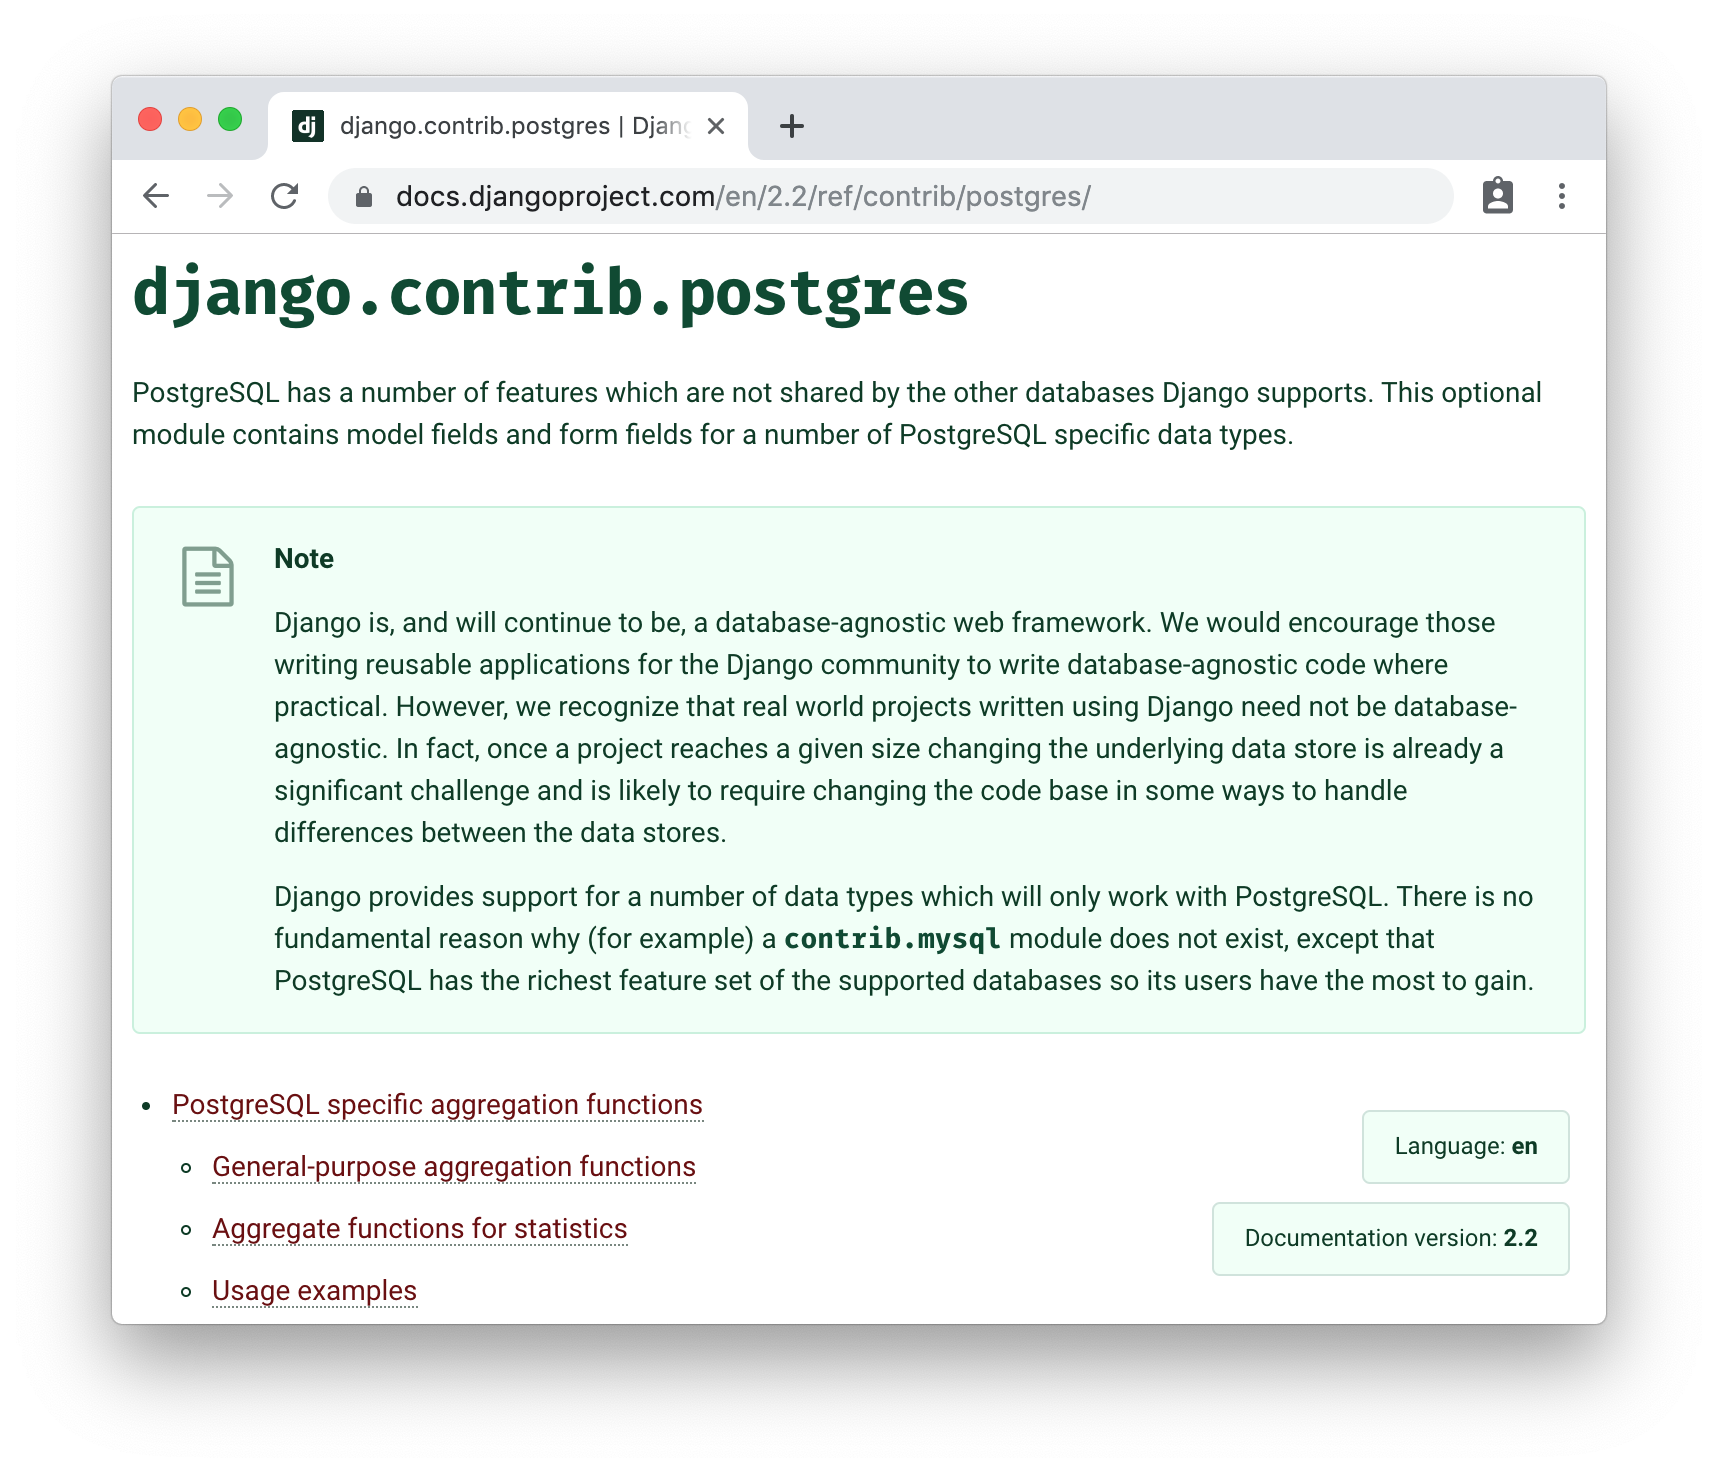 dj django.contrib.postgres | Djang
docs.djangoproject.com/en/2.2/ref/contrib/postgres/
django.contrib.postgres
PostgreSQL has a number of features which are not shared by the other databases Django supports. This optional
module contains model fields and form fields for a number of PostgreSQL specific data types.
Note
Django is, and will continue to be, a database-agnostic web framework. We would encourage those
writing reusable applications for the Django community to write database-agnostic code where
practical. However, we recognize that real world projects written using Django need not be database-
agnostic. In fact, once a project reaches a given size changing the underlying data store is already a
significant challenge and is likely to require changing the code base in some ways to handle
differences between the data stores.
Django provides support for a number of data types which will only work with PostgreSQL. There is no
fundamental reason why (for example) a contrib.mysql module does not exist, except that
PostgreSQL has the richest feature set of the supported databases so its users have the most to gain.
PostgreSQL specific aggregation functions
General-purpose aggregation functions
Aggregate functions for statistics
Usage examples
Language: en
Documentation version: 2.2